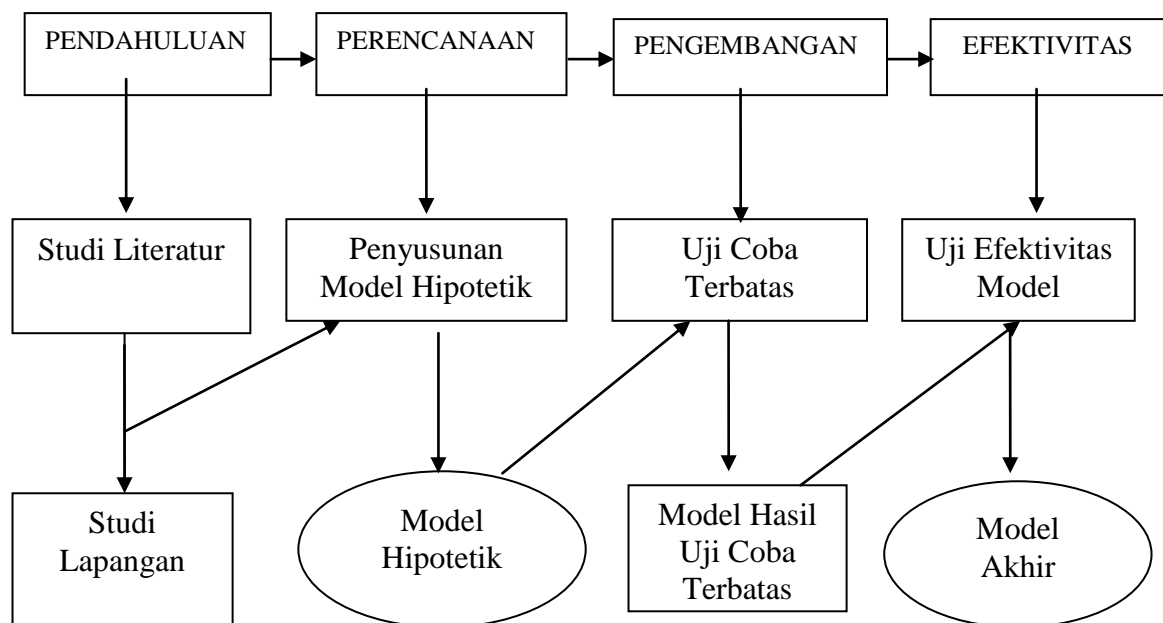 PENDAHULUAN
PERENCANAAN
PENGEMBANGAN
EFEKTIVITAS
Studi Literatur
Penyusunan
Model Hipotetik
Uji Coba
Terbatas
Uji Efektivitas
Model
Studi
Lapangan
Model
Hipotetik
Model Hasil
Uji Coba
Terbatas
Model
Akhir